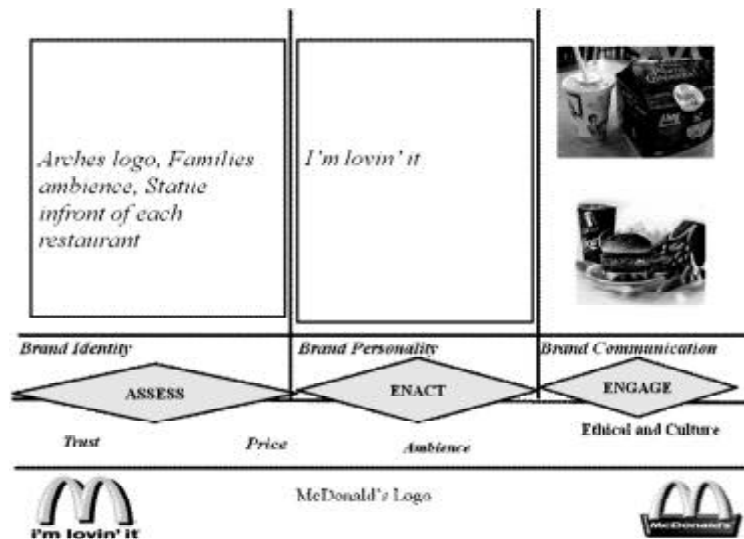 Arches logo, Families
ambience, Statue
infront of each
restaurant
I'm lovin' it
Brand Identity
Brand Personality
Brand Communication
ASSESS
ENACT
ENGAGE
Trust
Price
Ambience
Ethical and Culture
McDonald's Logo
i'm lovin' it
McDonald's